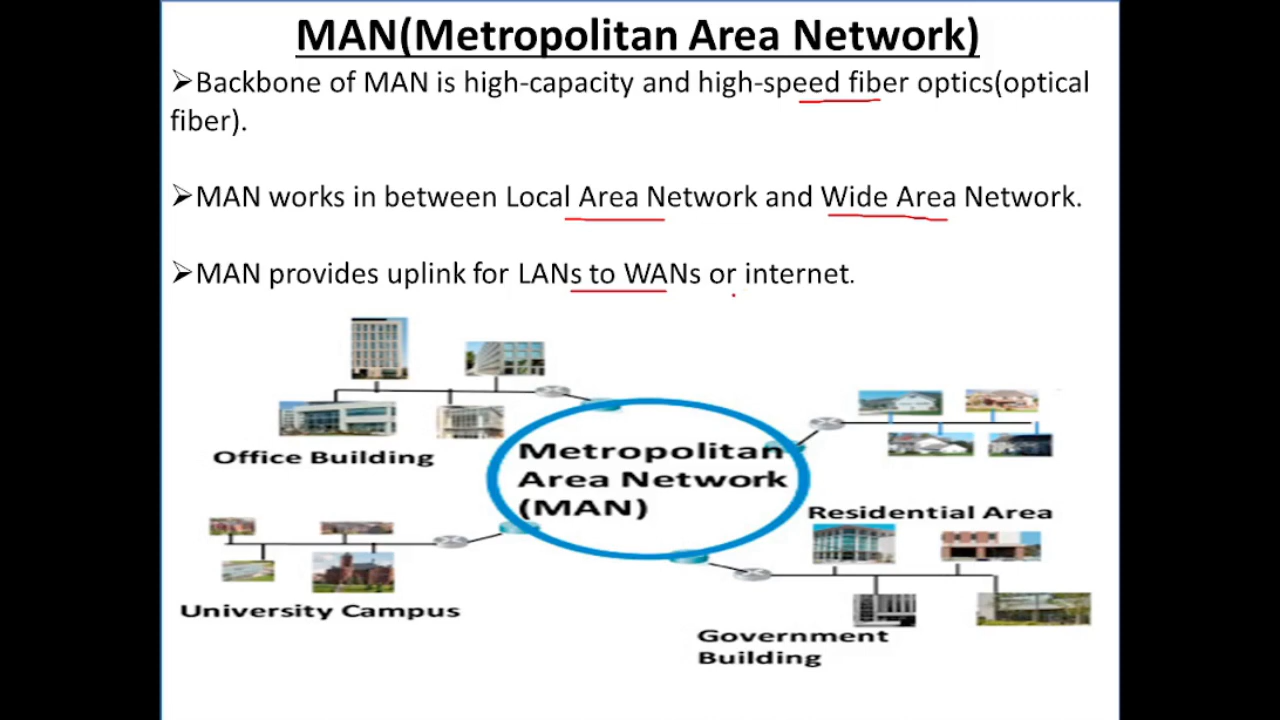 MAN(Metropolitan Area Network)
➢Backbone of MAN is high-capacity and high-speed fiber optics(optical
fiber).
➢MAN works in between Local Area Network and Wide Area Network.
➢MAN provides uplink for LANs to WANs or internet.
Office Building
Metropolitan
Area Network
(MAN)
Residential Area
University Campus
Government
Building